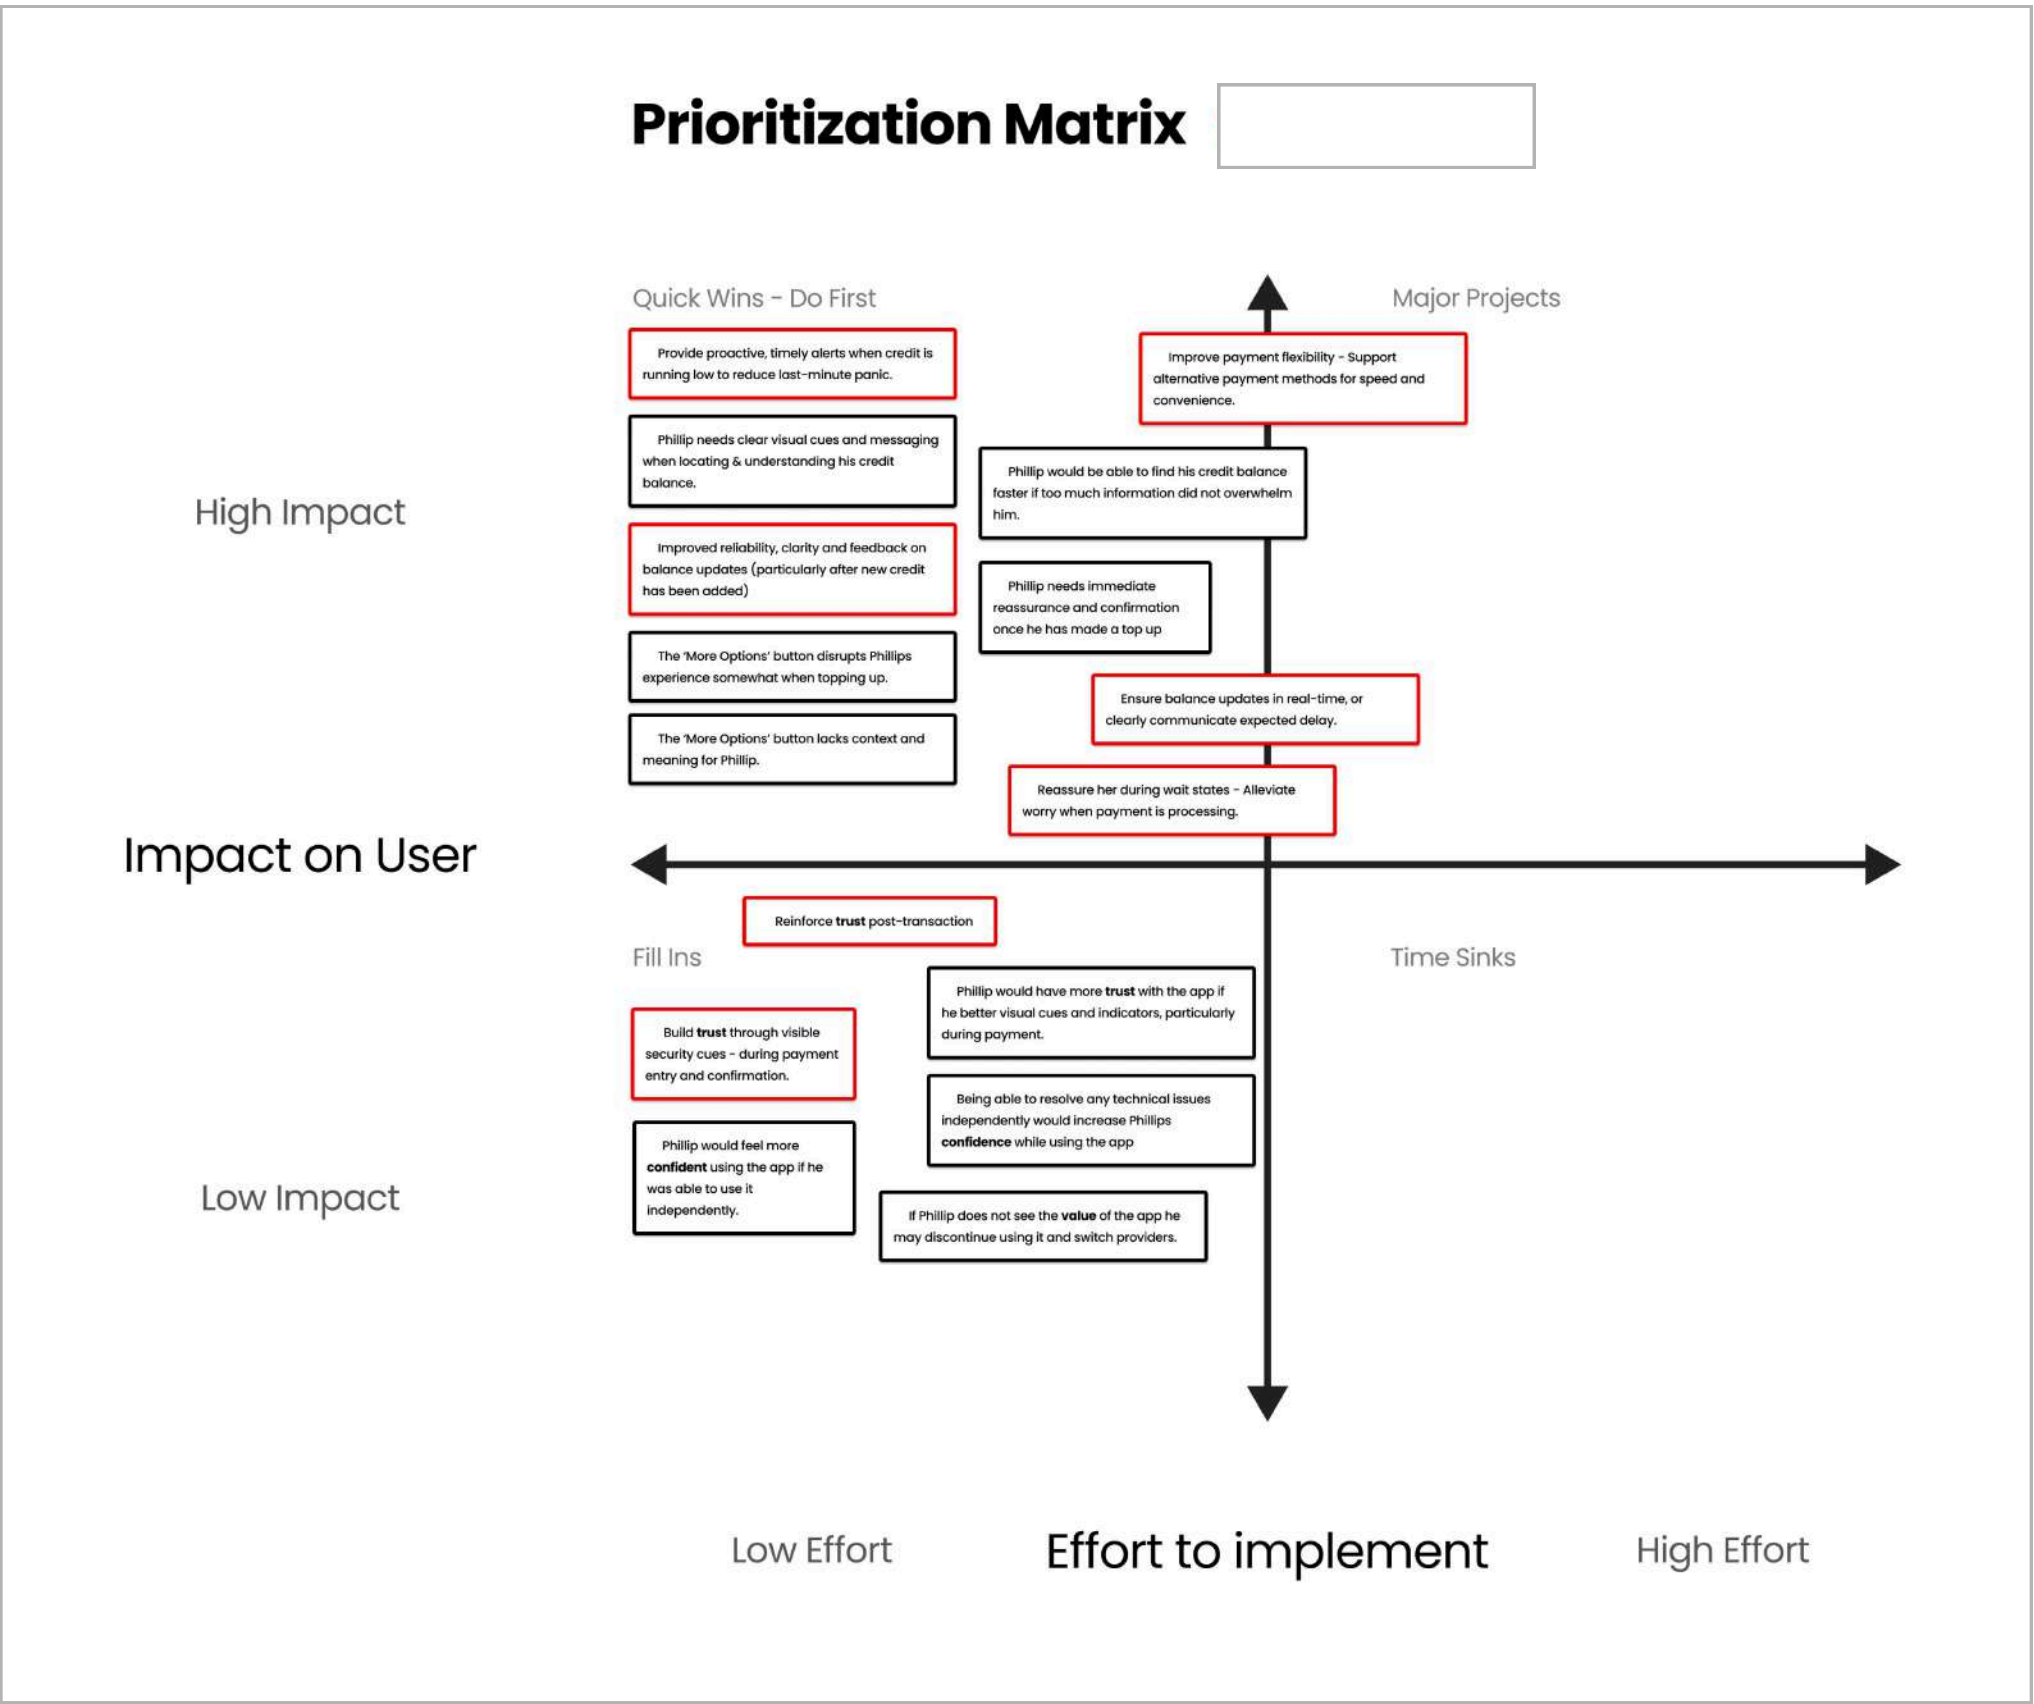 Prioritization Matrix
Quick Wins - Do First
Major Projects
Provide proactive, timely alerts when credit is
running low to reduce last-minute panic.
Improve payment flexibility - Support
alternative payment methods for speed and
convenience.
Phillip needs clear visual cues and messaging
when locating & understanding his credit
balance.
Phillip would be able to find his credit balance
faster if too much information did not overwhelm
him.
High Impact
Improved reliability, clarity and feedback on
balance updates (particularly after new credit
has been added)
Phillip needs immediate
reassurance and confirmation
once he has made a top up
The 'More Options' button disrupts Phillips
experience somewhat when topping up.
Ensure balance updates in real-time, or
clearly communicate expected delay.
The 'More Options' button lacks context and
meaning for Phillip.
Reassure her during wait states - Alleviate
worry when payment is processing.
Impact on User
Reinforce trust post-transaction
Fill Ins
Time Sinks
Phillip would have more trust with the app if
he better visual cues and indicators, particularly
during payment.
Build trust through visible
security cues - during payment
entry and confirmation.
Being able to resolve any technical issues
independently would increase Phillips
confidence while using the app
Phillip would feel more
confident using the app if he
was able to use it
independently.
Low Impact
If Phillip does not see the value of the app he
may discontinue using it and switch providers.
Low Effort
Effort to implement
High Effort